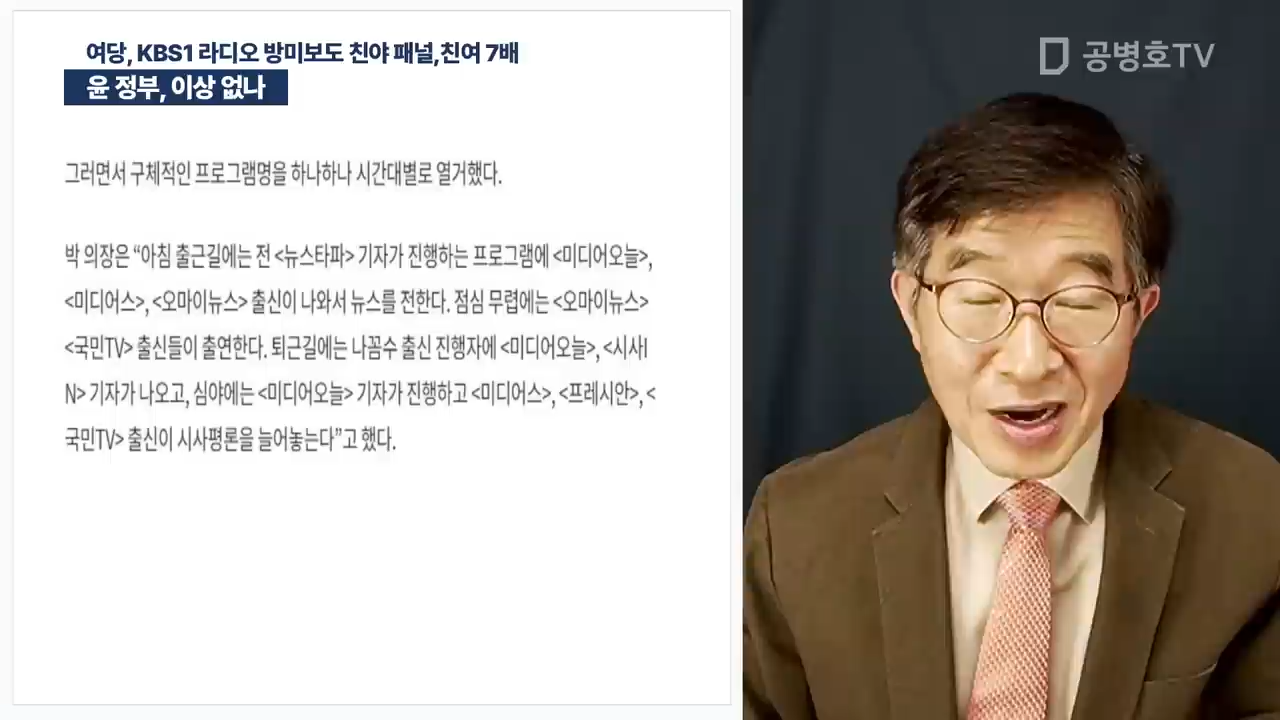 여당, KBS1 라디오 방미보도 친야 패널,친여 7배
윤 정부, 이상 없나
공병호TV
그러면서 구체적인 프로그램명을 하나하나 시간대별로 열거했다.
박 의장은 “아침 출근길에는 전 <뉴스타파> 기자가 진행하는 프로그램에 <미디어오늘>,
<미디어스>, <오마이뉴스> 출신이 나와서 뉴스를 전한다. 점심 무렵에는 <오마이뉴스>
<국민TV> 출신들이 출연한다. 퇴근길에는 나꼼수 출신 진행자에 <미디어오늘>, <시사I
N> 기자가 나오고, 심야에는 <미디어오늘> 기자가 진행하고 <미디어스>, <프레시안>, <
국민TV> 출신이 시사평론을 늘어놓는다”고 했다.